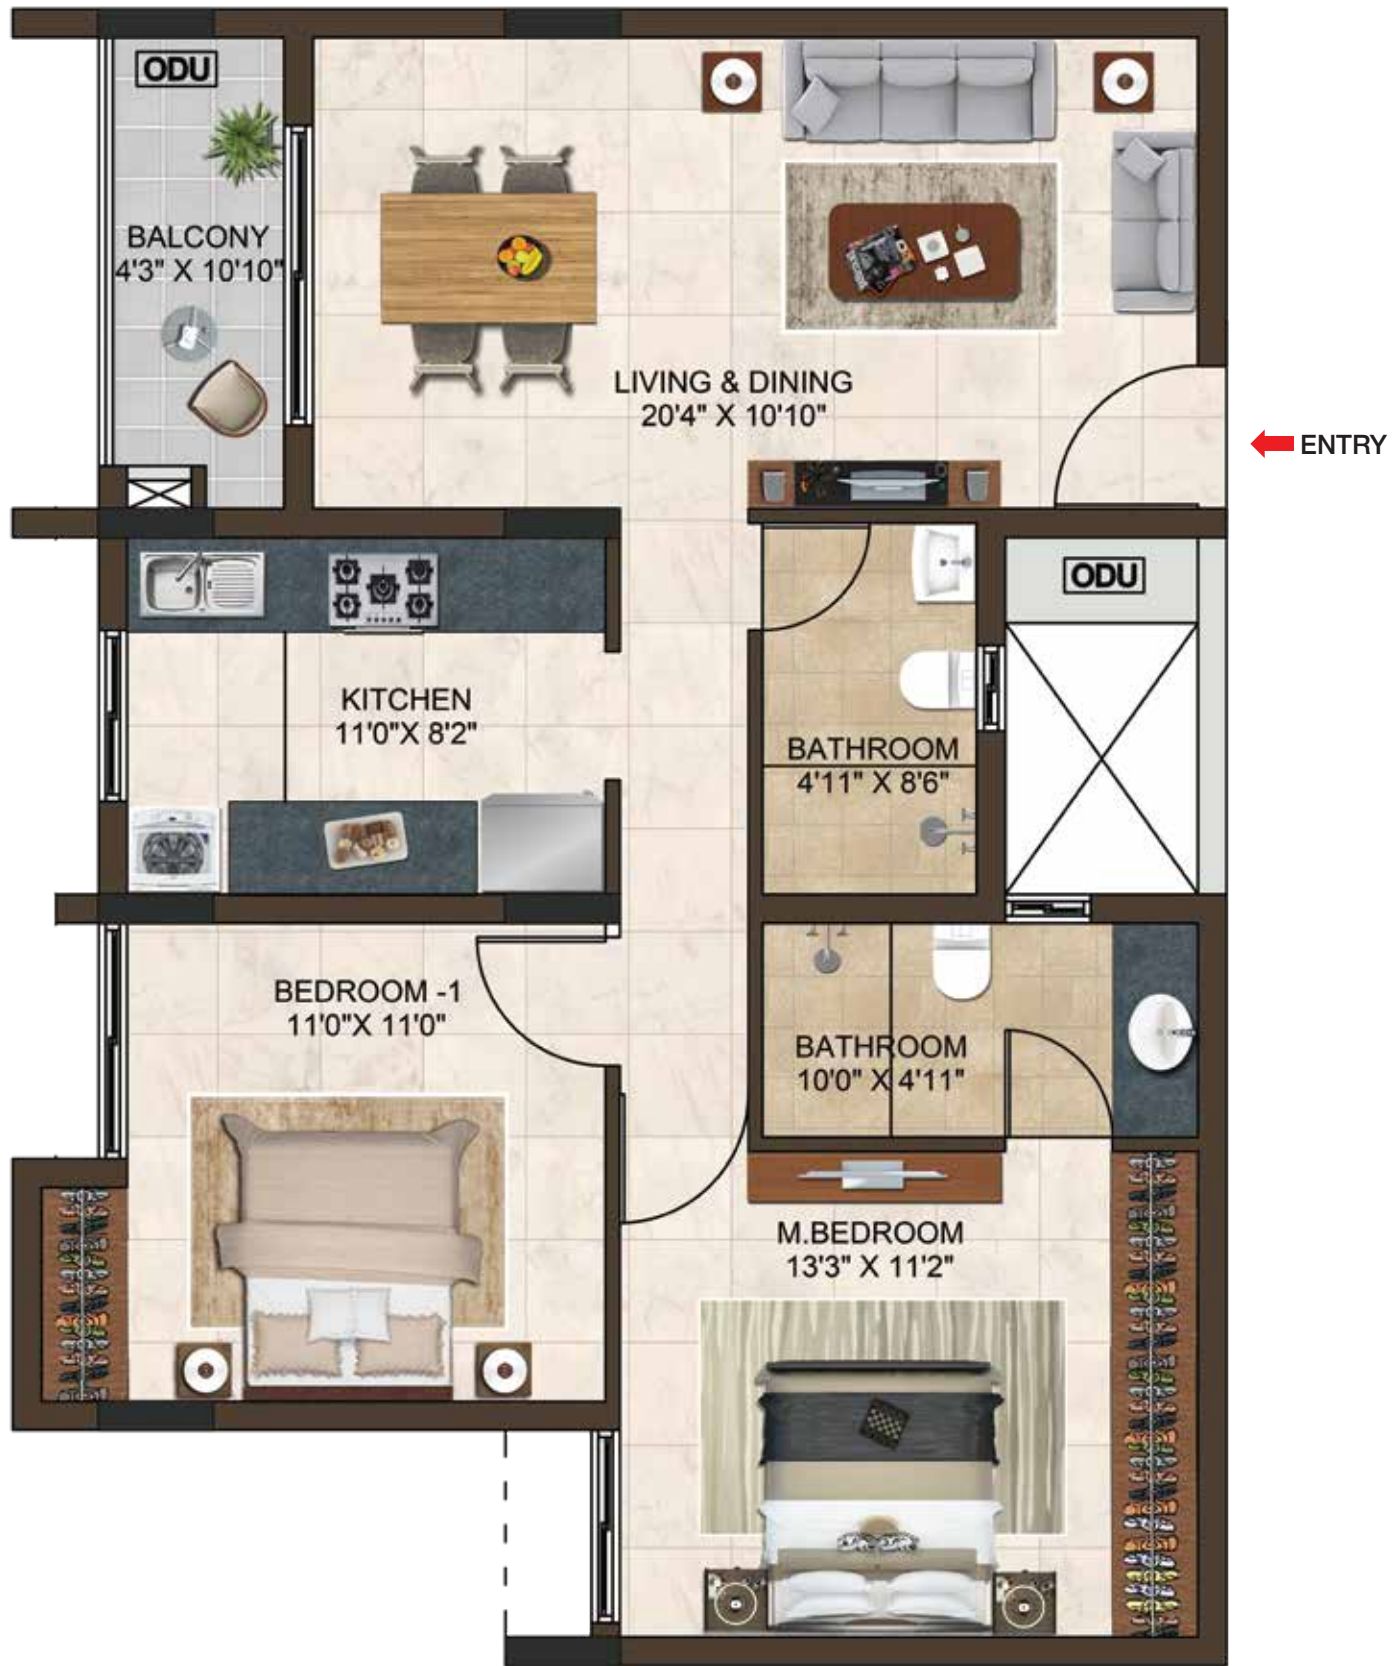 ODU
BALCONY
4'3" X 10'10"
LIVING & DINING
20'4" X 10'10"
ENTRY
ODU
KITCHEN
11'0"X 8'2"
BATHROOM
4'11" X 8'6"
BEDROOM -1
11'0"X 11'0"
BATHROOM
10'0" X 4'11"
M.BEDROOM
13'3" X 11'2"